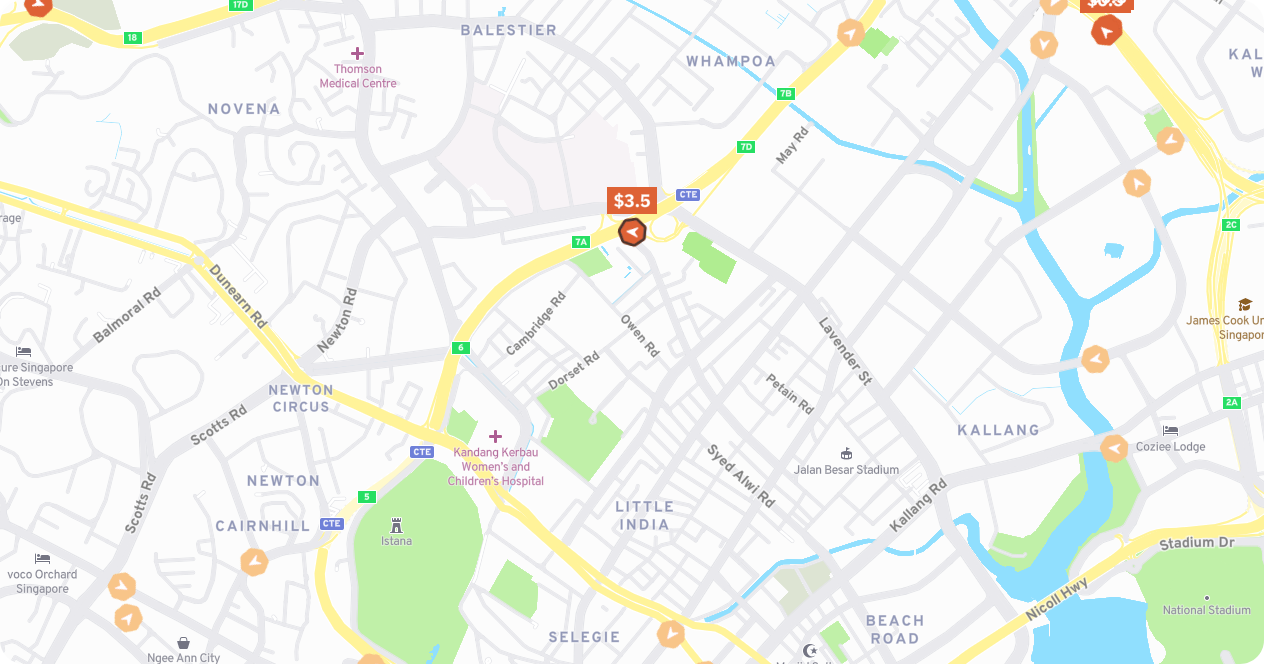 17D
18
BALESTIER
Thomson
Medical Centre
WHAMPOA
7B
NOVENA
7D
May Rd
$3.5
CTE
7A
2C
Dunearn Rd
Balmoral Rd
Newton Rd
Cambridge Rd
Owen Rd
Dorset Rd
Lavender St
Petain Rd
6
James Cook Un
Singapor
ure Singapore
On Stevens
NEWTON
CIRCUS
Scotts Rd
2A
KALLANG
Coziee Lodge
CTE
Kandang Kerbau
Women's and
Children's Hospital
Syed Alwi Rd
Jalan Besar Stadium
NEWTON
5
Scotts Rd
LITTLE
INDIA
Kallang Rd
CAIRNHILL
CTE
Istana
Stadium Dr
voco Orchard
Singapore
Nicoll Hwy
National Stadium
BEACH
ROAD
SELEGIE
Ngee Ann City
rage
KAL
W